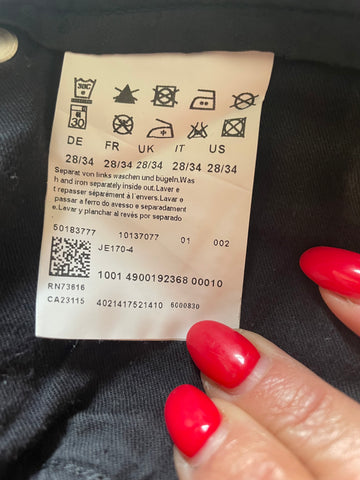 30C
30
DE FR UK IT US
28/34 28/34 28/34 28/34 28/34
Separat von links waschen und bügeln.Was
h and iron separately inside out.Laver e
t repasser séparément à l'envers.Lavar e
passar a ferro do avesso e separadament
e.Lavar y planchar al revés por separado
50183777 10137077 01 002
JE170-4
1001 4900192368 00010
RN73616
CA23115 4021417521410 6000830